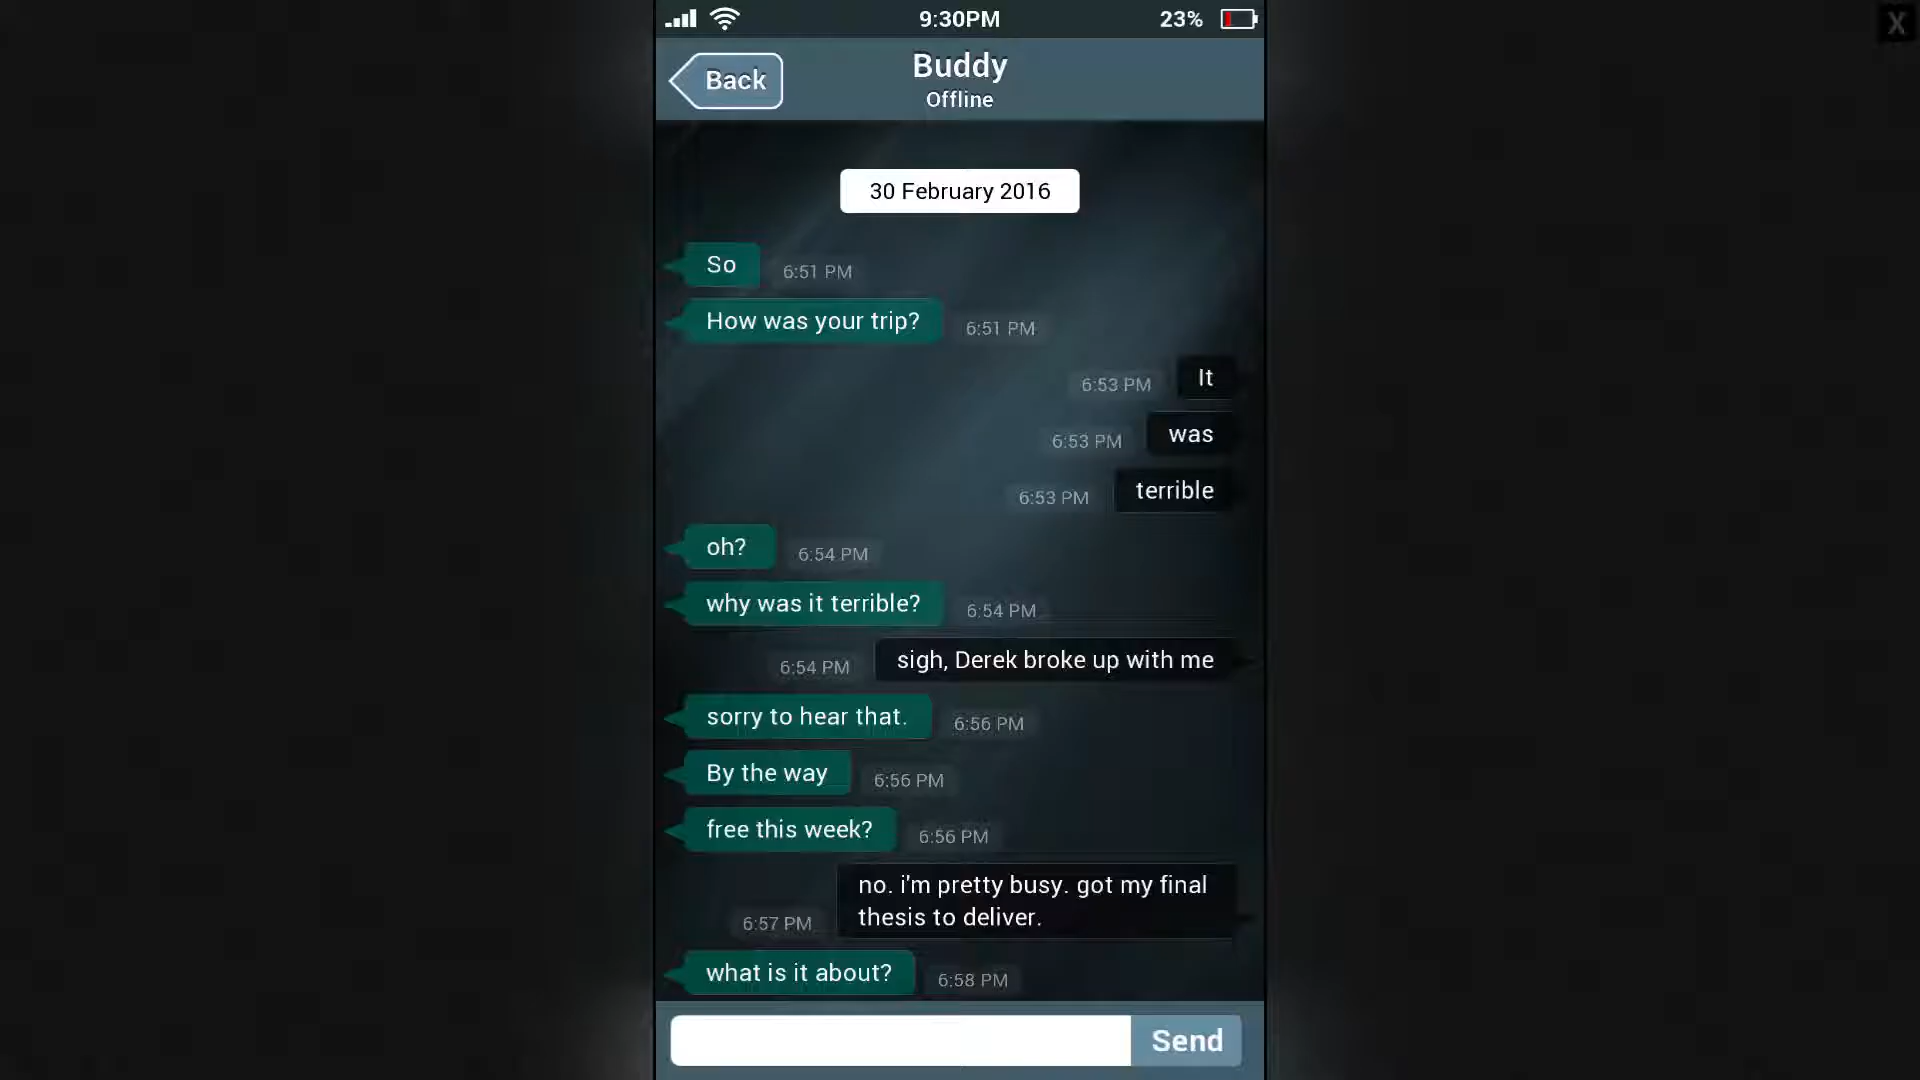 9:30PM
23%
X
Back
Buddy
Offline
30 February 2016
So
6:51 PM
How was your trip?
6:51 PM
It
6:53 PM
was
6:53 PM
terrible
6:53 PM
oh?
6:54 PM
why was it terrible?
6:54 PM
sigh, Derek broke up with me
6:54 PM
sorry to hear that.
6:56 PM
By the way
6:56 PM
free this week?
6:56 PM
no. i'm pretty busy. got my final
thesis to deliver.
6:57 PM
what is it about?
6:58 PM
Send